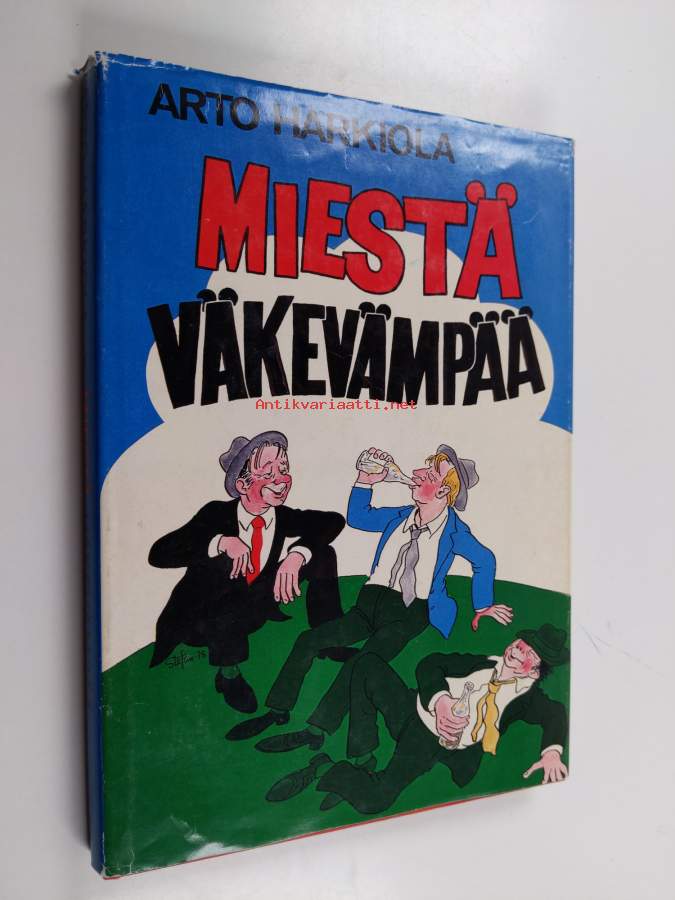 ARTO HARKIOLA
MIESTÄ
VÄKEVÄMPÄÄ
Antikvariaatti.net